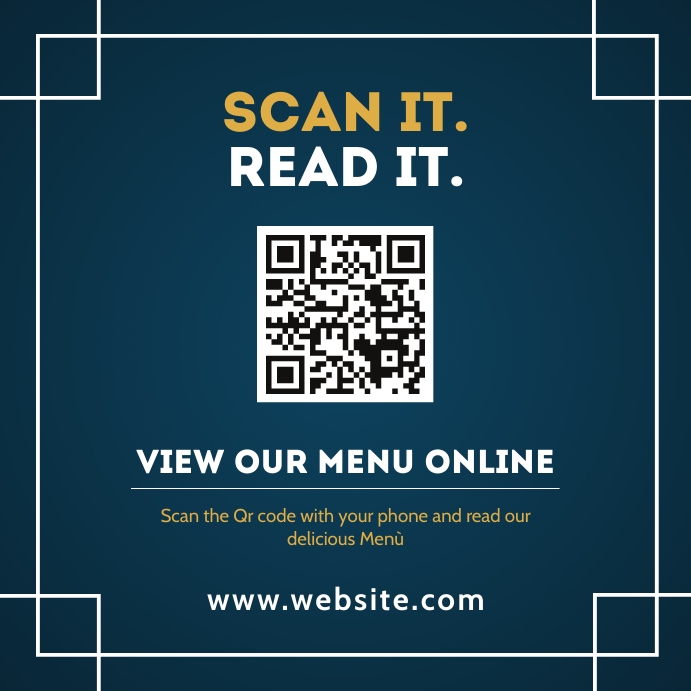 SCAN IT.
READ IT.
VIEW OUR MENU ONLINE
Scan the Qr code with your phone and read our
delicious Menù
www.website.com